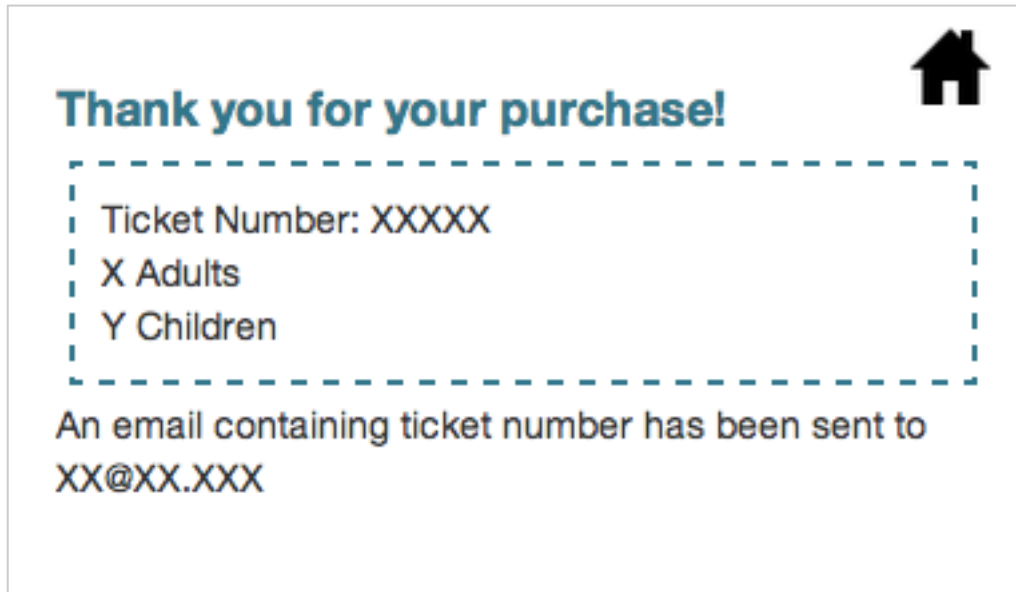 Thank you for your purchase!
Ticket Number: XXXXX
X Adults
Y Children
An email containing ticket number has been sent to
XX@XX.XXX